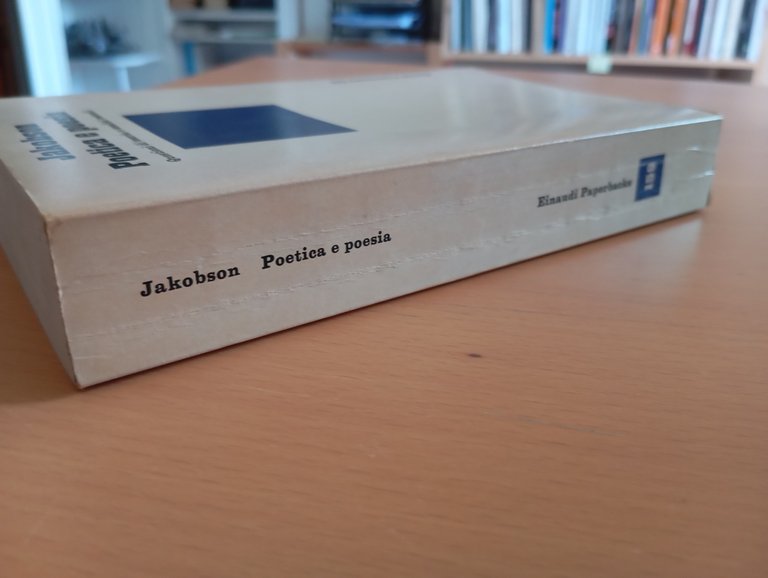 Jakobson
Poetica e poesia
Jakobson Poetica e poesia
Einaudi Paperbacks